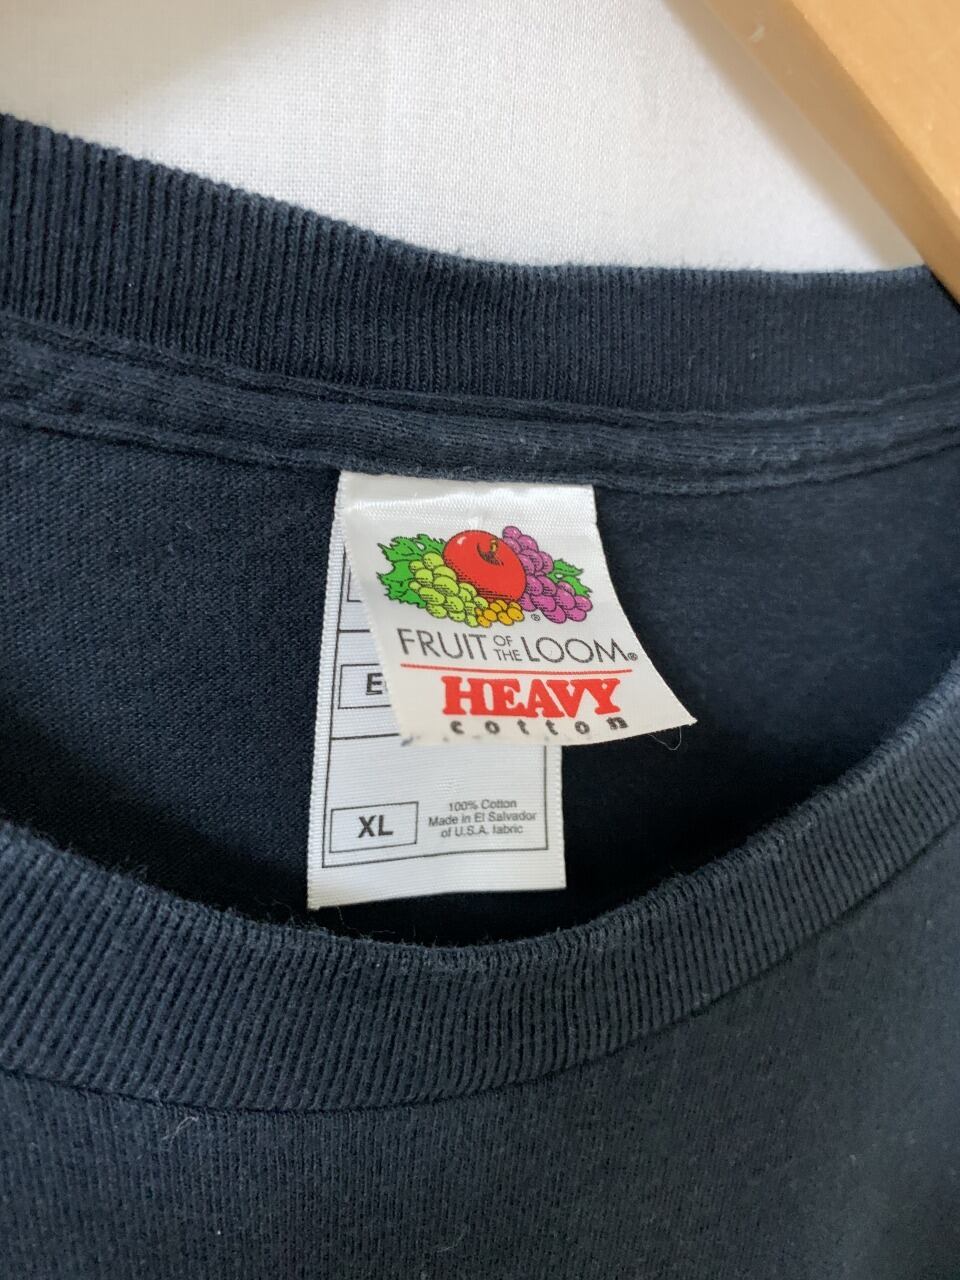 FRUIT OF THE LOOM®
HEAVY
cotton
XL
100% Cotton
Made in El Salvador
of U.S.A. fabric